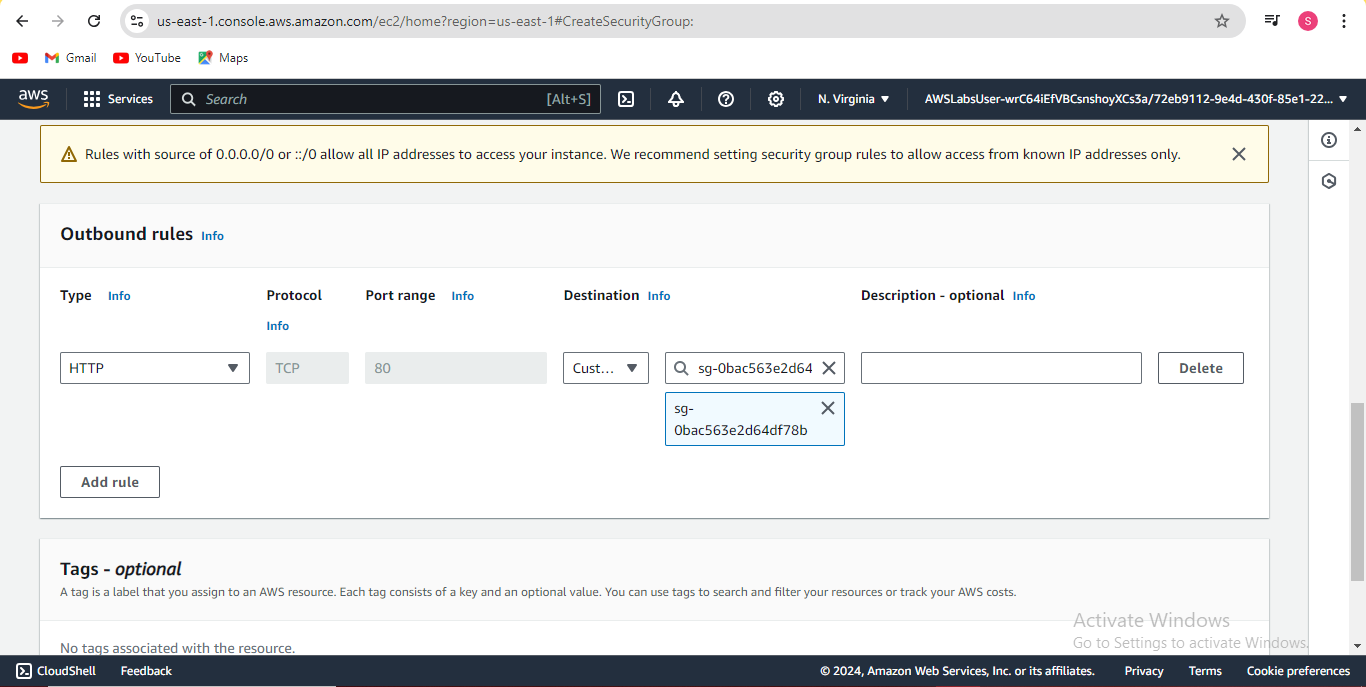 us-east-1.console.aws.amazon.com/ec2/home?region=us-east-1#CreateSecurityGroup:
S
Gmail
YouTube
Maps
aws
Services
Search
[Alt+S]
N. Virginia
AWSLabsUser-wrC64iEfVBCsnshoyXCs3a/72eb9112-9e4d-430f-85e1-22...
Rules with source of 0.0.0.0/0 or ::/0 allow all IP addresses to access your instance. We recommend setting security group rules to allow access from known IP addresses only.
Outbound rules Info
Type Info
Protocol
Info
Port range Info
Destination Info
Description - optional Info
HTTP
TCP
80
Cust...
sg-0bac563e2d64
Delete
sg-
0bac563e2d64df78b
Add rule
Tags - optional
A tag is a label that you assign to an AWS resource. Each tag consists of a key and an optional value. You can use tags to search and filter your resources or track your AWS costs.
No tags associated with the resource.
Activate Windows
Go to Settings to activate Windows.
CloudShell
Feedback
© 2024, Amazon Web Services, Inc. or its affiliates.
Privacy
Terms
Cookie preferences